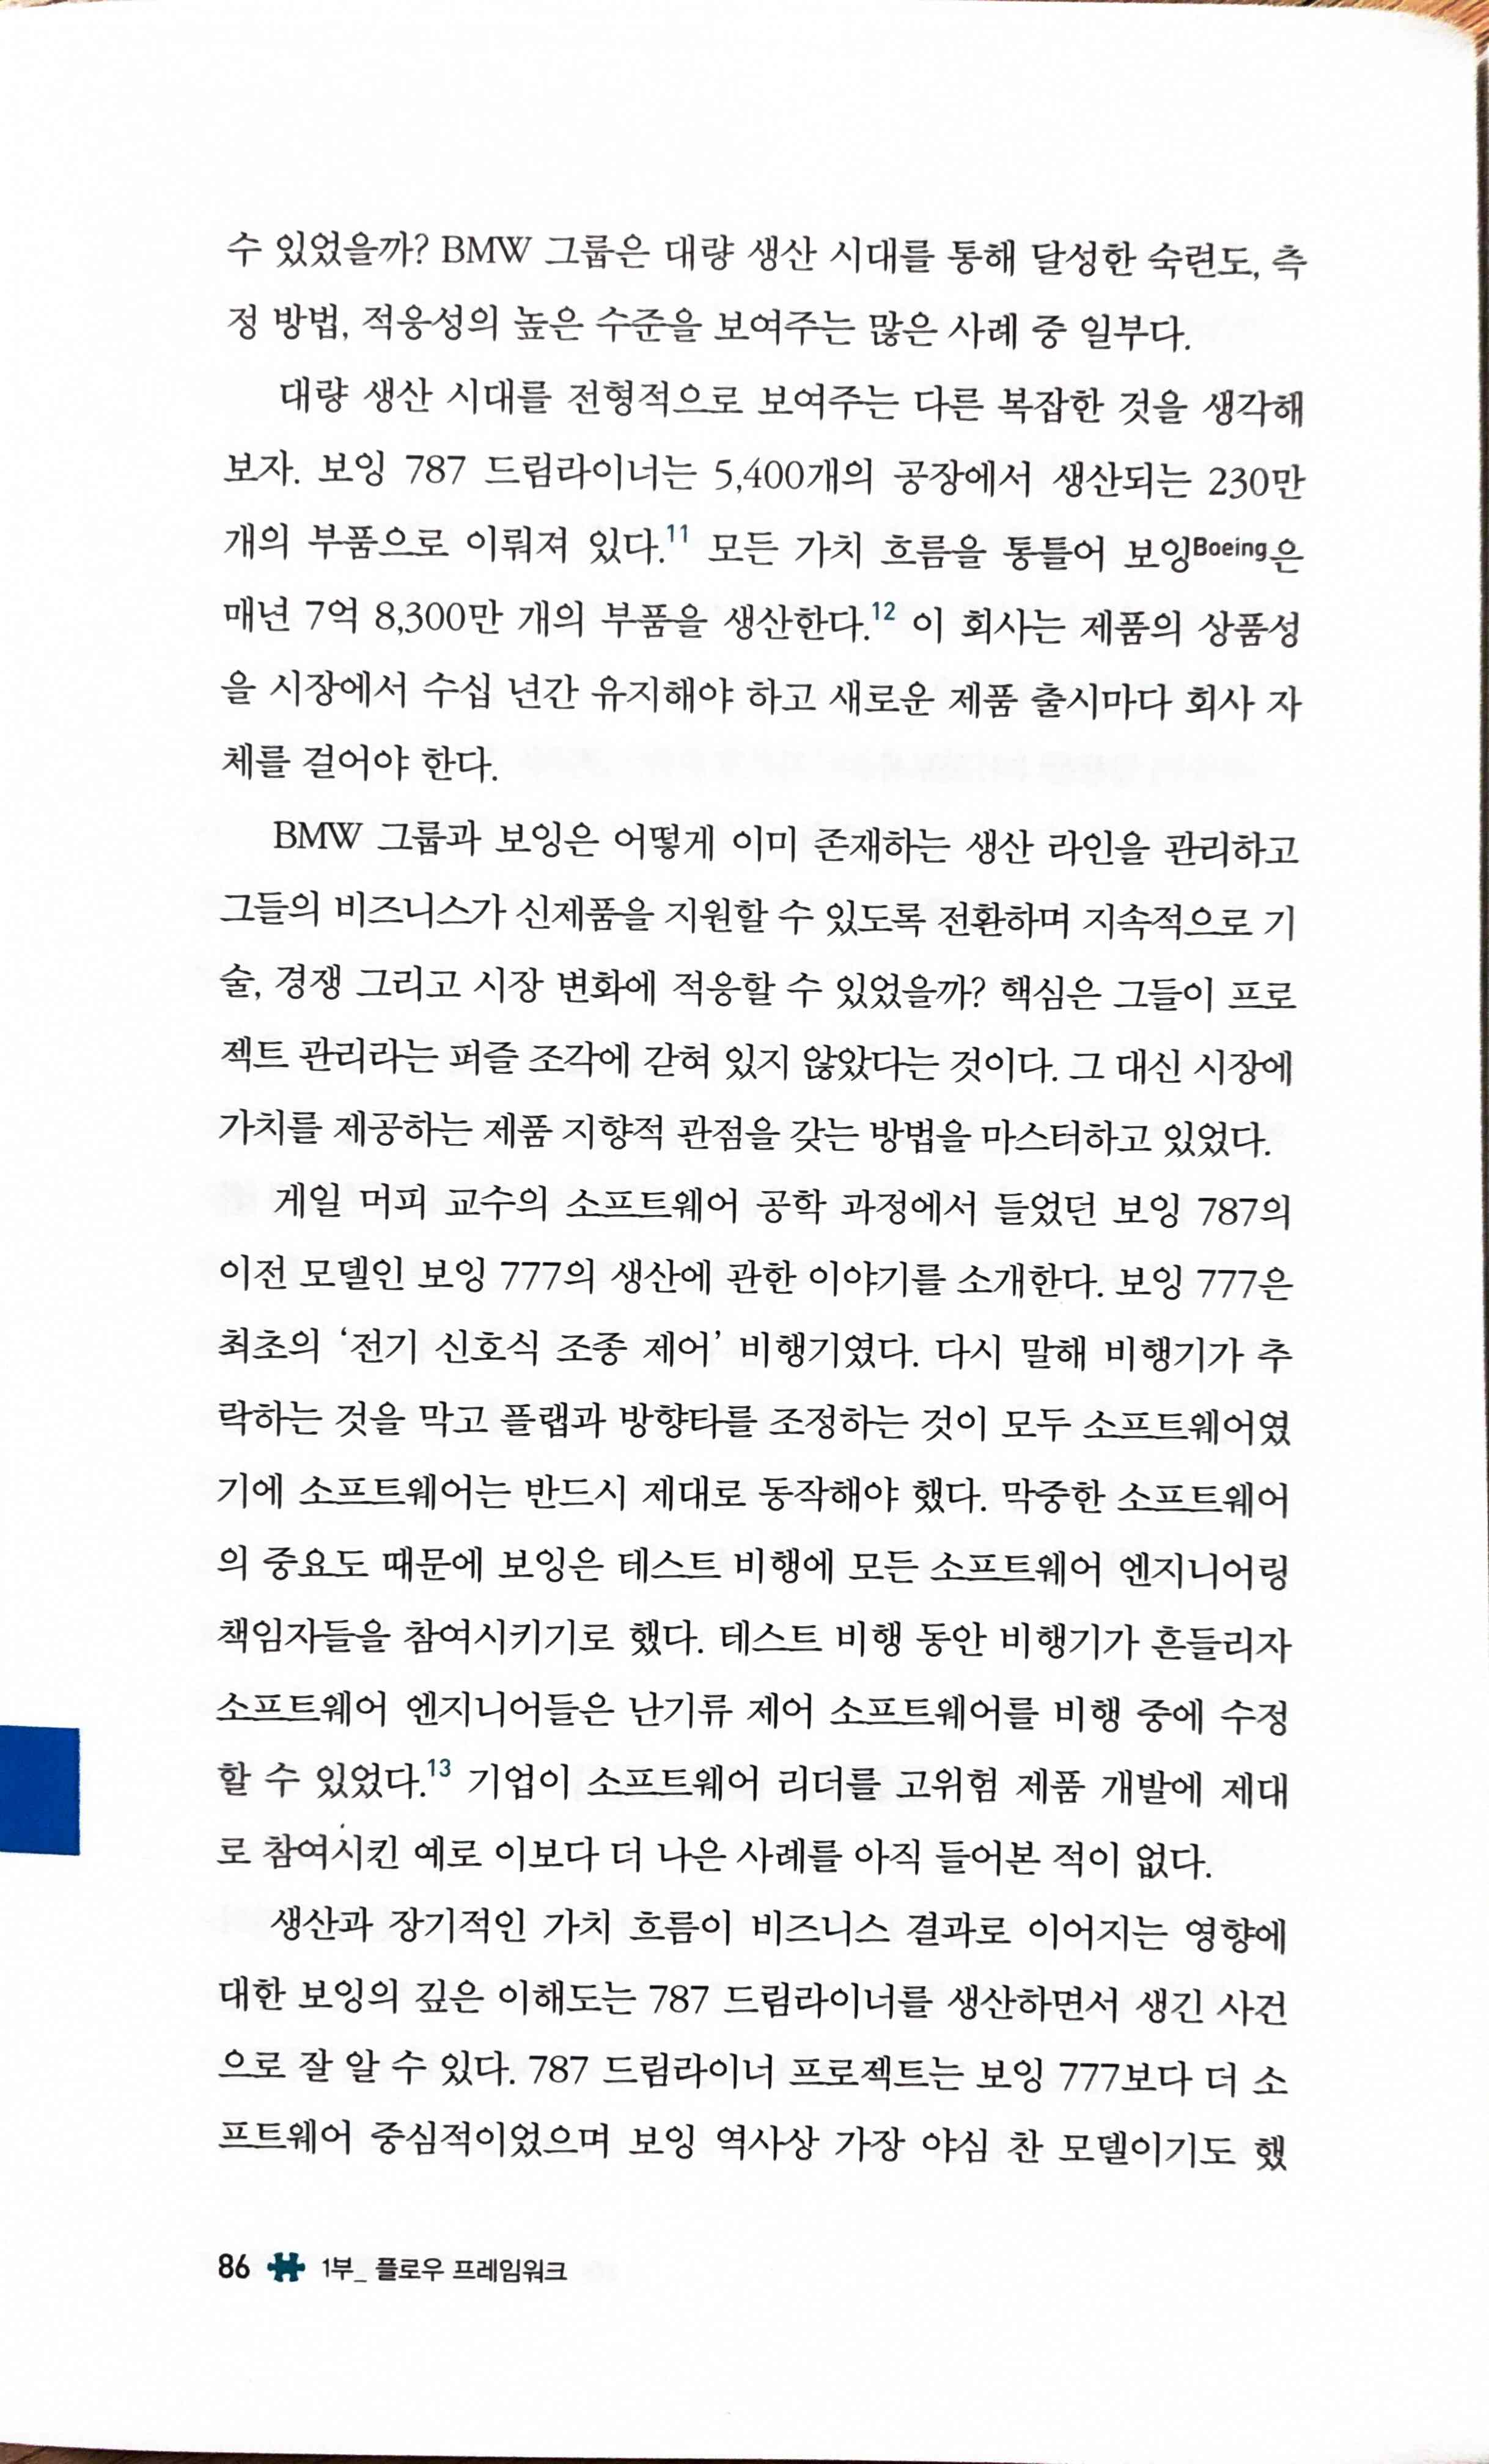 수 있었을까? BMW 그룹은 대량 생산 시대를 통해 달성한 숙련도, 측
정 방법, 적응성의 높은 수준을 보여주는 많은 사례 중 일부다.
대량 생산 시대를 전형적으로 보여주는 다른 복잡한 것을 생각해
보자. 보잉 787 드림라이너는 5,400개의 공장에서 생산되는 230만
개의 부품으로 이뤄져 있다.11 모든 가치 흐름을 통틀어 보잉Boeing은
매년 7억 8,300만 개의 부품을 생산한다.12 이 회사는 제품의 상품성
을 시장에서 수십 년간 유지해야 하고 새로운 제품 출시마다 회사 자
체를 걸어야 한다.
BMW 그룹과 보잉은 어떻게 이미 존재하는 생산 라인을 관리하고
그들의 비즈니스가 신제품을 지원할 수 있도록 전환하며 지속적으로 기
술, 경쟁 그리고 시장 변화에 적응할 수 있었을까? 핵심은 그들이 프로
젝트 관리라는 퍼즐 조각에 갇혀 있지 않았다는 것이다. 그 대신 시장에
가치를 제공하는 제품 지향적 관점을 갖는 방법을 마스터하고 있었다.
게일 머피 교수의 소프트웨어 공학 과정에서 들었던 보잉 787의
이전 모델인 보잉 777의 생산에 관한 이야기를 소개한다. 보잉 777은
최초의 ‘전기 신호식 조종 제어’ 비행기였다. 다시 말해 비행기가 추
락하는 것을 막고 플랩과 방향타를 조정하는 것이 모두 소프트웨어였
기에 소프트웨어는 반드시 제대로 동작해야 했다. 막중한 소프트웨어
의 중요도 때문에 보잉은 테스트 비행에 모든 소프트웨어 엔지니어링
책임자들을 참여시키기로 했다. 테스트 비행 동안 비행기가 흔들리자
소프트웨어 엔지니어들은 난기류 제어 소프트웨어를 비행 중에 수정
할 수 있었다.13 기업이 소프트웨어 리더를 고위험 제품 개발에 제대
로 참여시킨 예로 이보다 더 나은 사례를 아직 들어본 적이 없다.
생산과 장기적인 가치 흐름이 비즈니스 결과로 이어지는 영향에
대한 보잉의 깊은 이해도는 787 드림라이너를 생산하면서 생긴 사건
으로 잘 알 수 있다. 787 드림라이너 프로젝트는 보잉 777보다 더 소
프트웨어 중심적이었으며 보잉 역사상 가장 야심 찬 모델이기도 했
86 1부_ 플로우 프레임워크